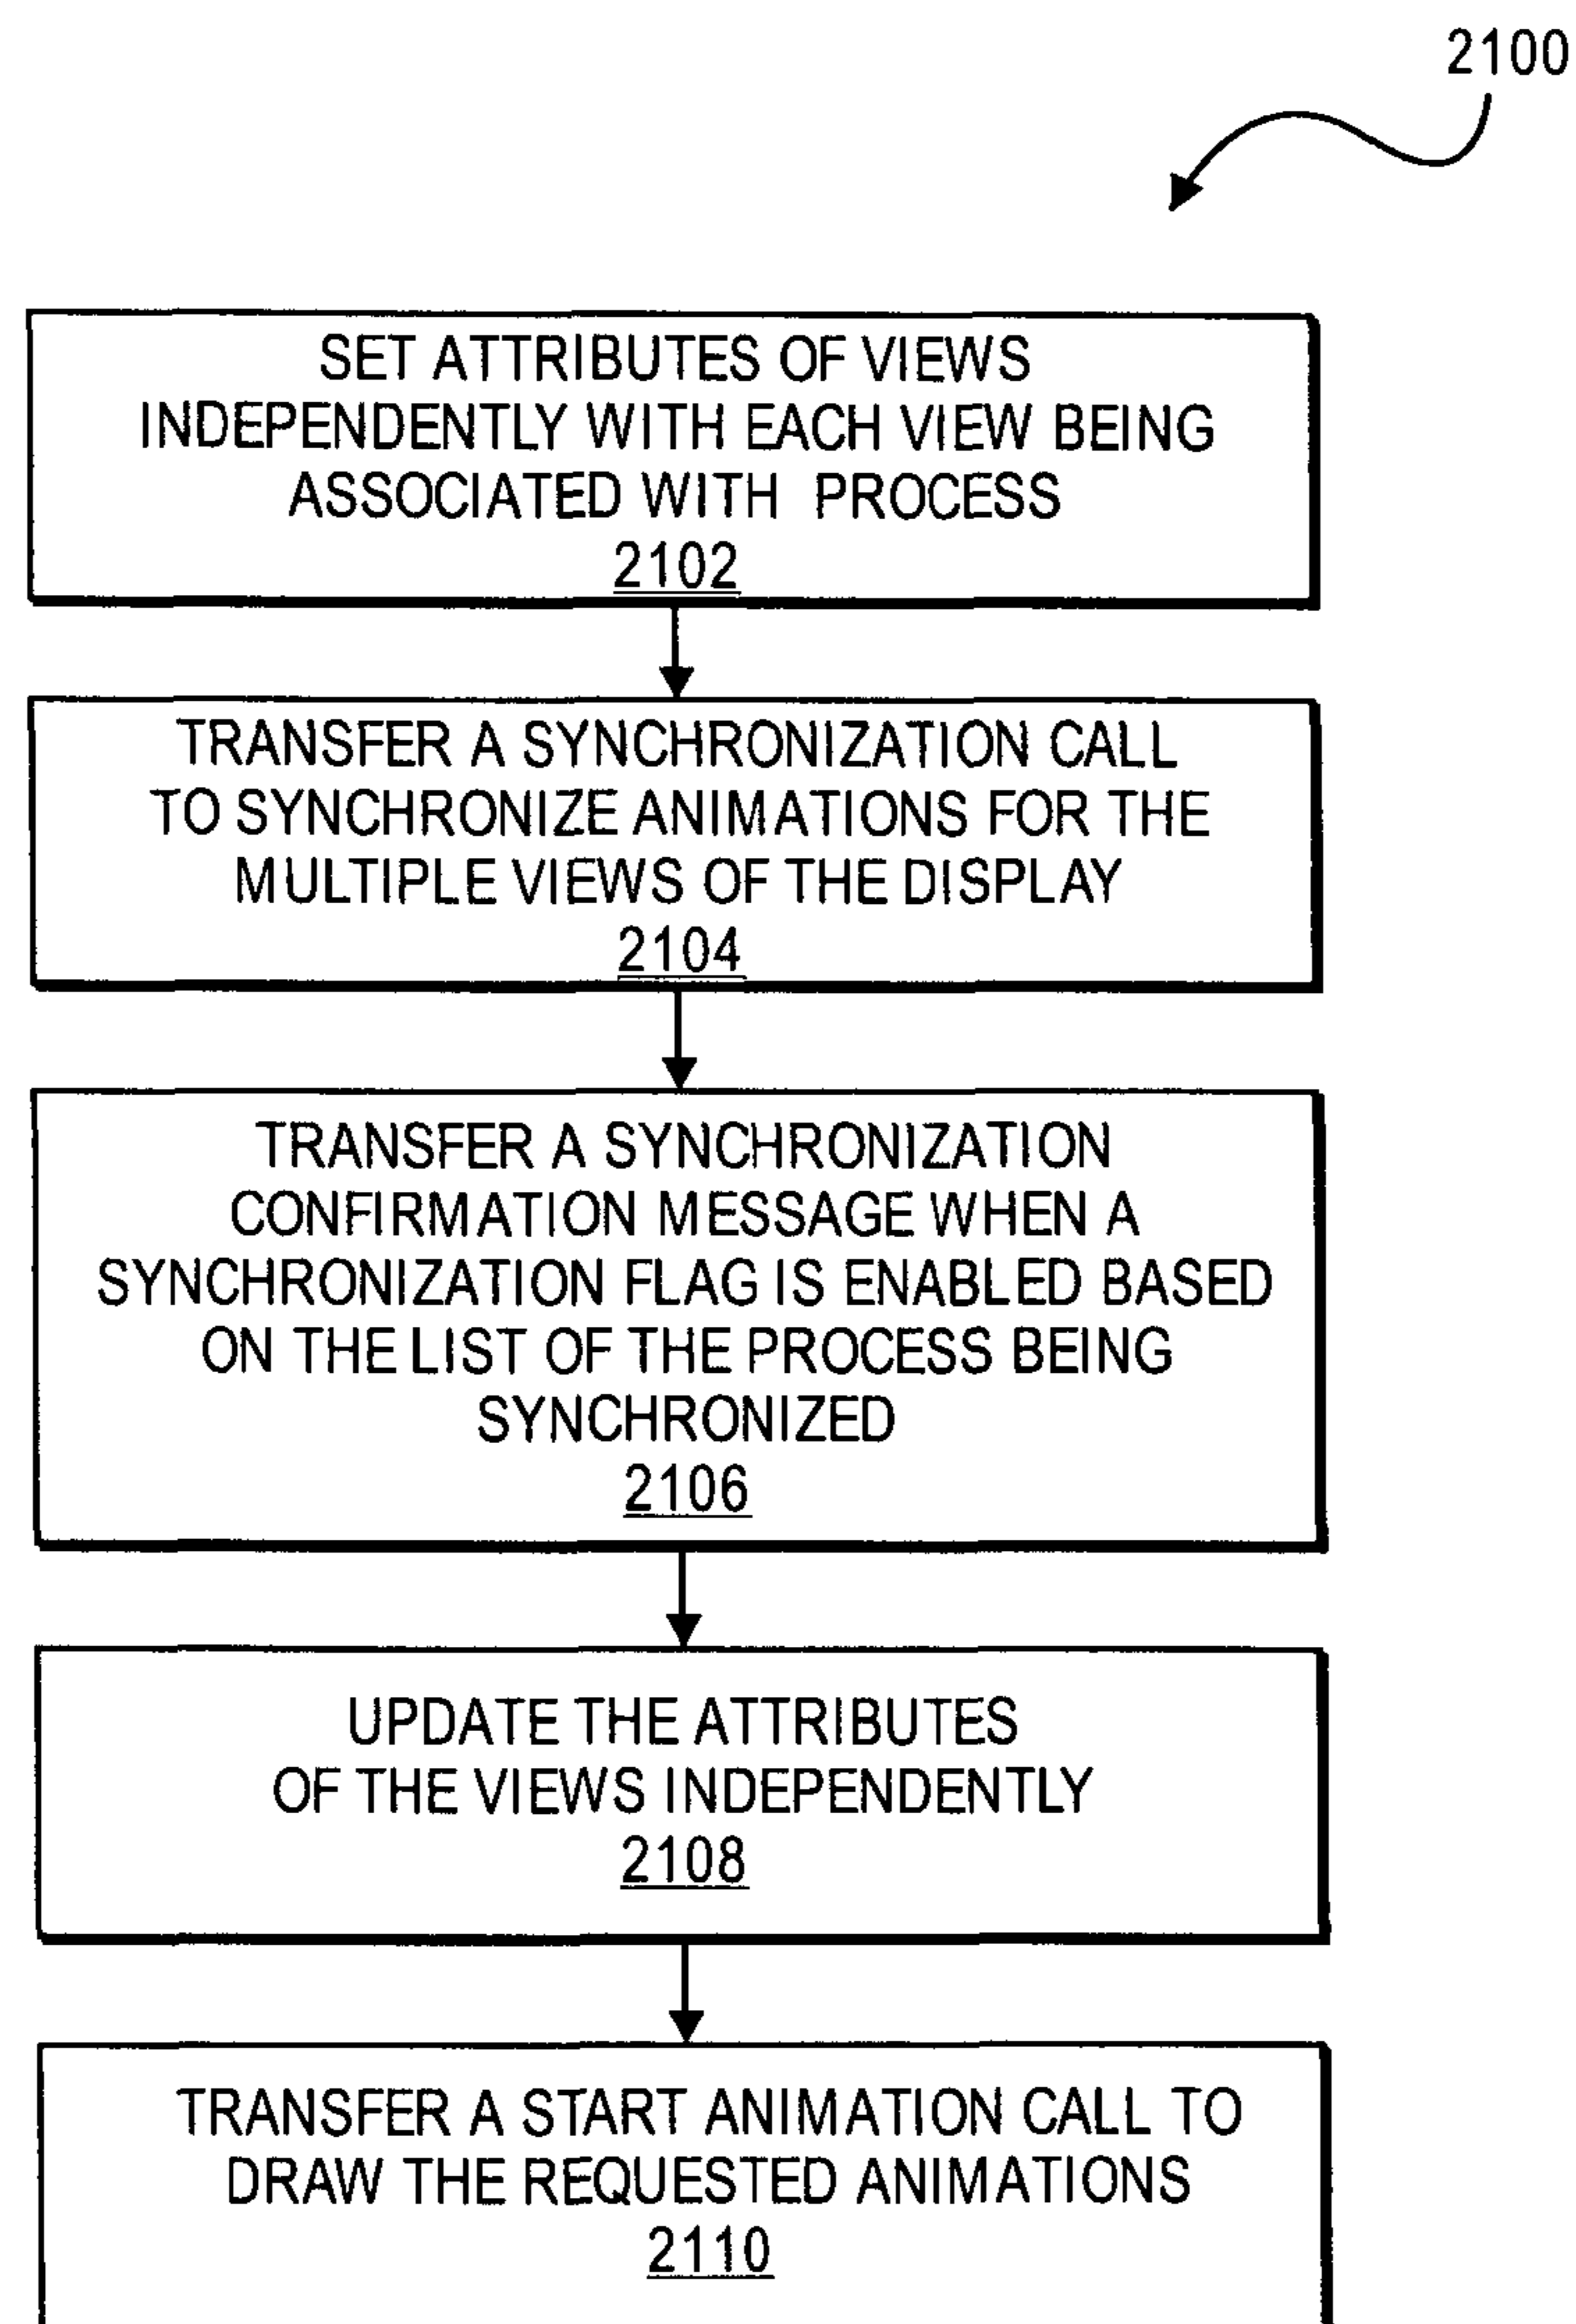 2100
SET ATTRIBUTES OF VIEWS
INDEPENDENTLY WITH EACH VIEW BEING
ASSOCIATED WITH PROCESS
2102
TRANSFER A SYNCHRONIZATION CALL
TO SYNCHRONIZE ANIMATIONS FOR THE
MULTIPLE VIEWS OF THE DISPLAY
2104
TRANSFER A SYNCHRONIZATION
CONFIRMATION MESSAGE WHEN A
SYNCHRONIZATION FLAG IS ENABLED BASED
ON THE LIST OF THE PROCESS BEING
SYNCHRONIZED
2106
UPDATE THE ATTRIBUTES
OF THE VIEWS INDEPENDENTLY
2108
TRANSFER A START ANIMATION CALL TO
DRAW THE REQUESTED ANIMATIONS
2110